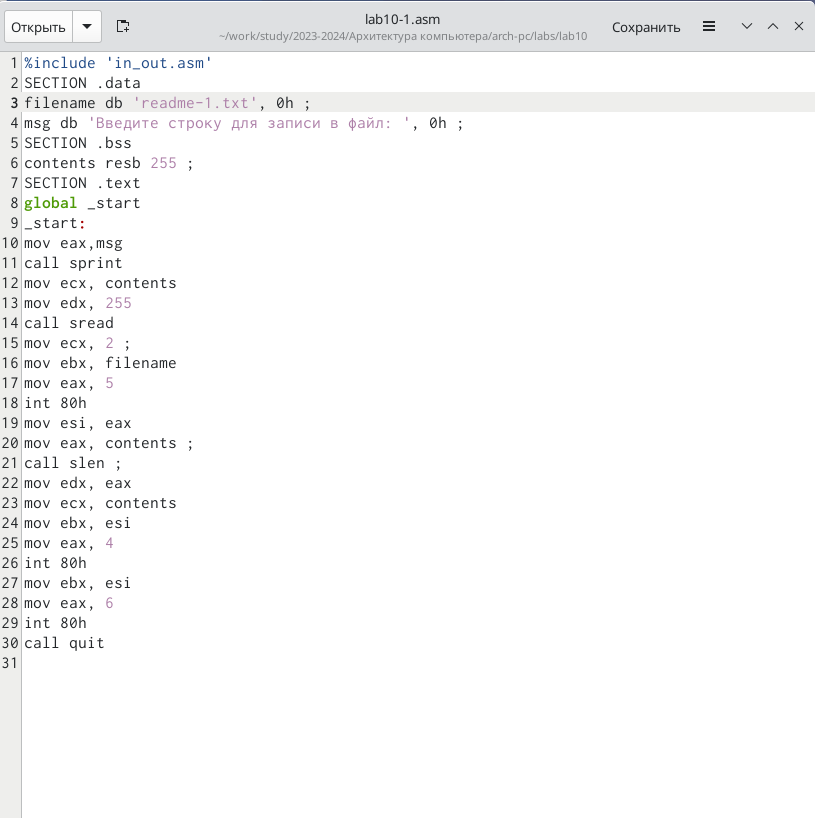 lab10-1.asm
Открыть
~/work/study/2023-2024/Архитектура компьютера/arch-pc/labs/lab10
Сохранить
1 %include 'in_out.asm'
2 SECTION .data
3 filename db 'readme-1.txt', 0h ;
4 msg db 'Введите строку для записи в файл: ', 0h ;
5 SECTION .bss
6 contents resb 255 ;
7 SECTION .text
8 global _start
9 _start:
10 mov eax,msg
11 call sprint
12 mov ecx, contents
13 mov edx, 255
14 call sread
15 mov ecx, 2 ;
16 mov ebx, filename
17 mov eax, 5
18 int 80h
19 mov esi, eax
20 mov eax, contents ;
21 call slen ;
22 mov edx, eax
23 mov ecx, contents
24 mov ebx, esi
25 mov eax, 4
26 int 80h
27 mov ebx, esi
28 mov eax, 6
29 int 80h
30 call quit
31